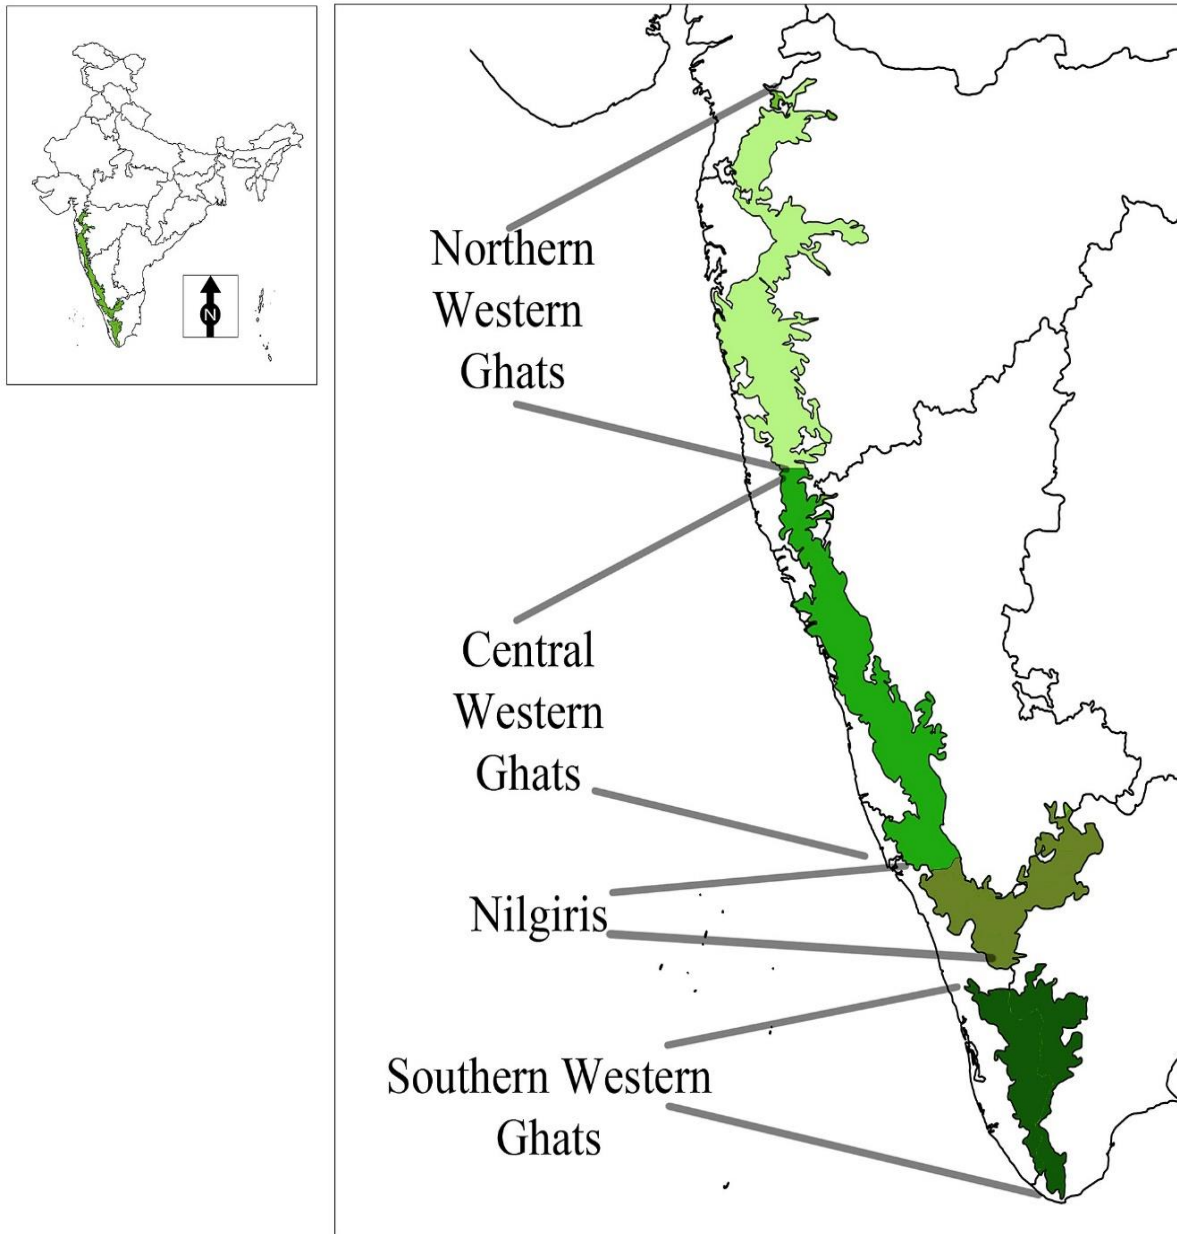 N
Northern
Western
Ghats
Central
Western
Ghats
Nilgiris
Southern Western
Ghats